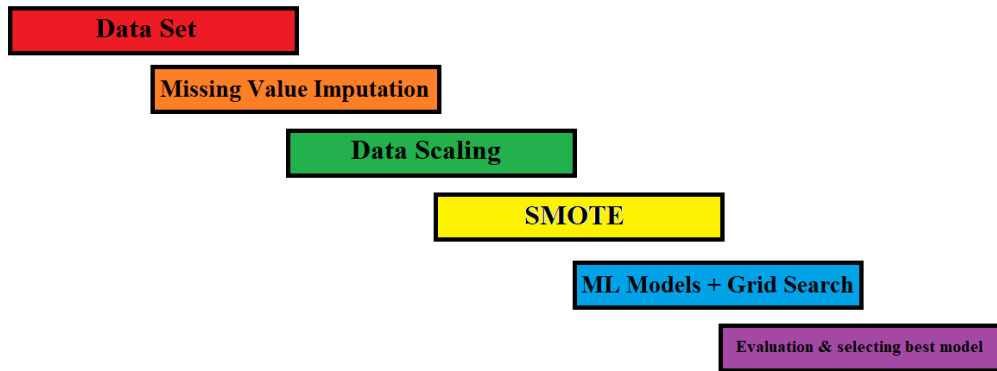 Data Set
Missing Value Imputation
Data Scaling
SMOTE
ML Models + Grid Search
Evaluation & selecting best model